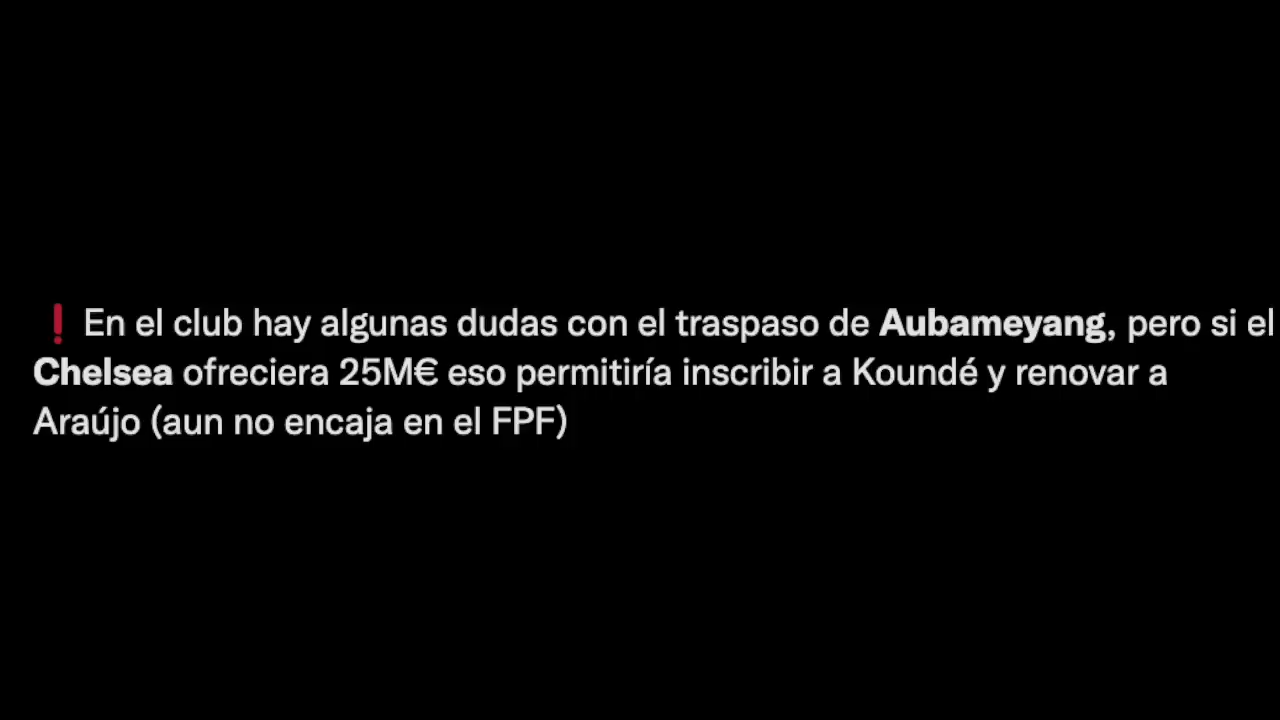 ❗ En el club hay algunas dudas con el traspaso de Aubameyang, pero si el
Chelsea ofreciera 25M€ eso permitiría inscribir a Koundé y renovar a
Araújo (aun no encaja en el FPF)